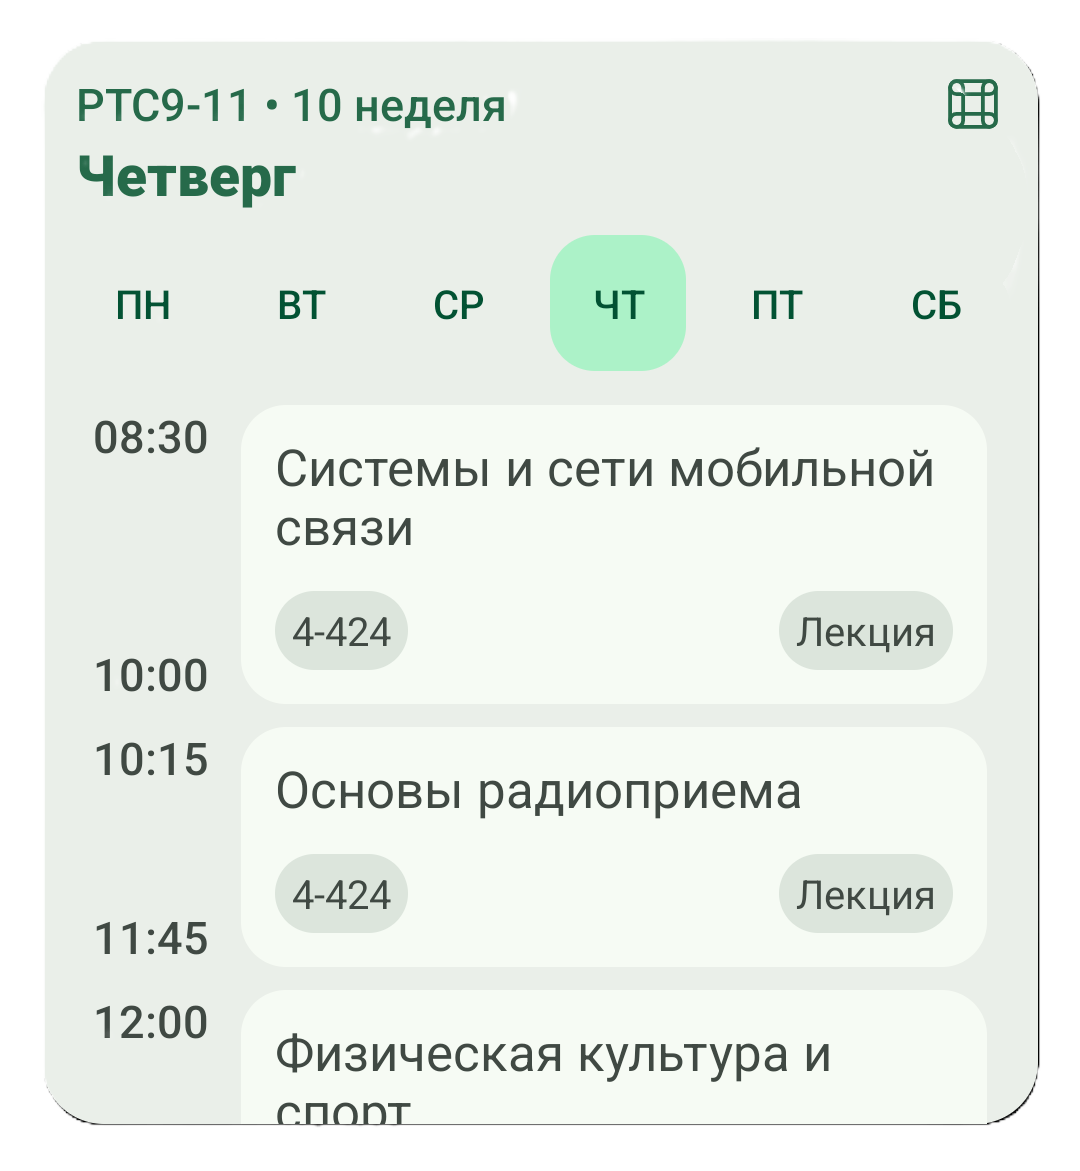 РТС9-11 • 10 неделя
Четверг
ПН ВТ СР ЧТ ПТ СБ
08:30
Системы и сети мобильной
связи
4-424 Лекция
10:00
10:15
Основы радиоприема
4-424 Лекция
11:45
12:00
Физическая культура и
спорт